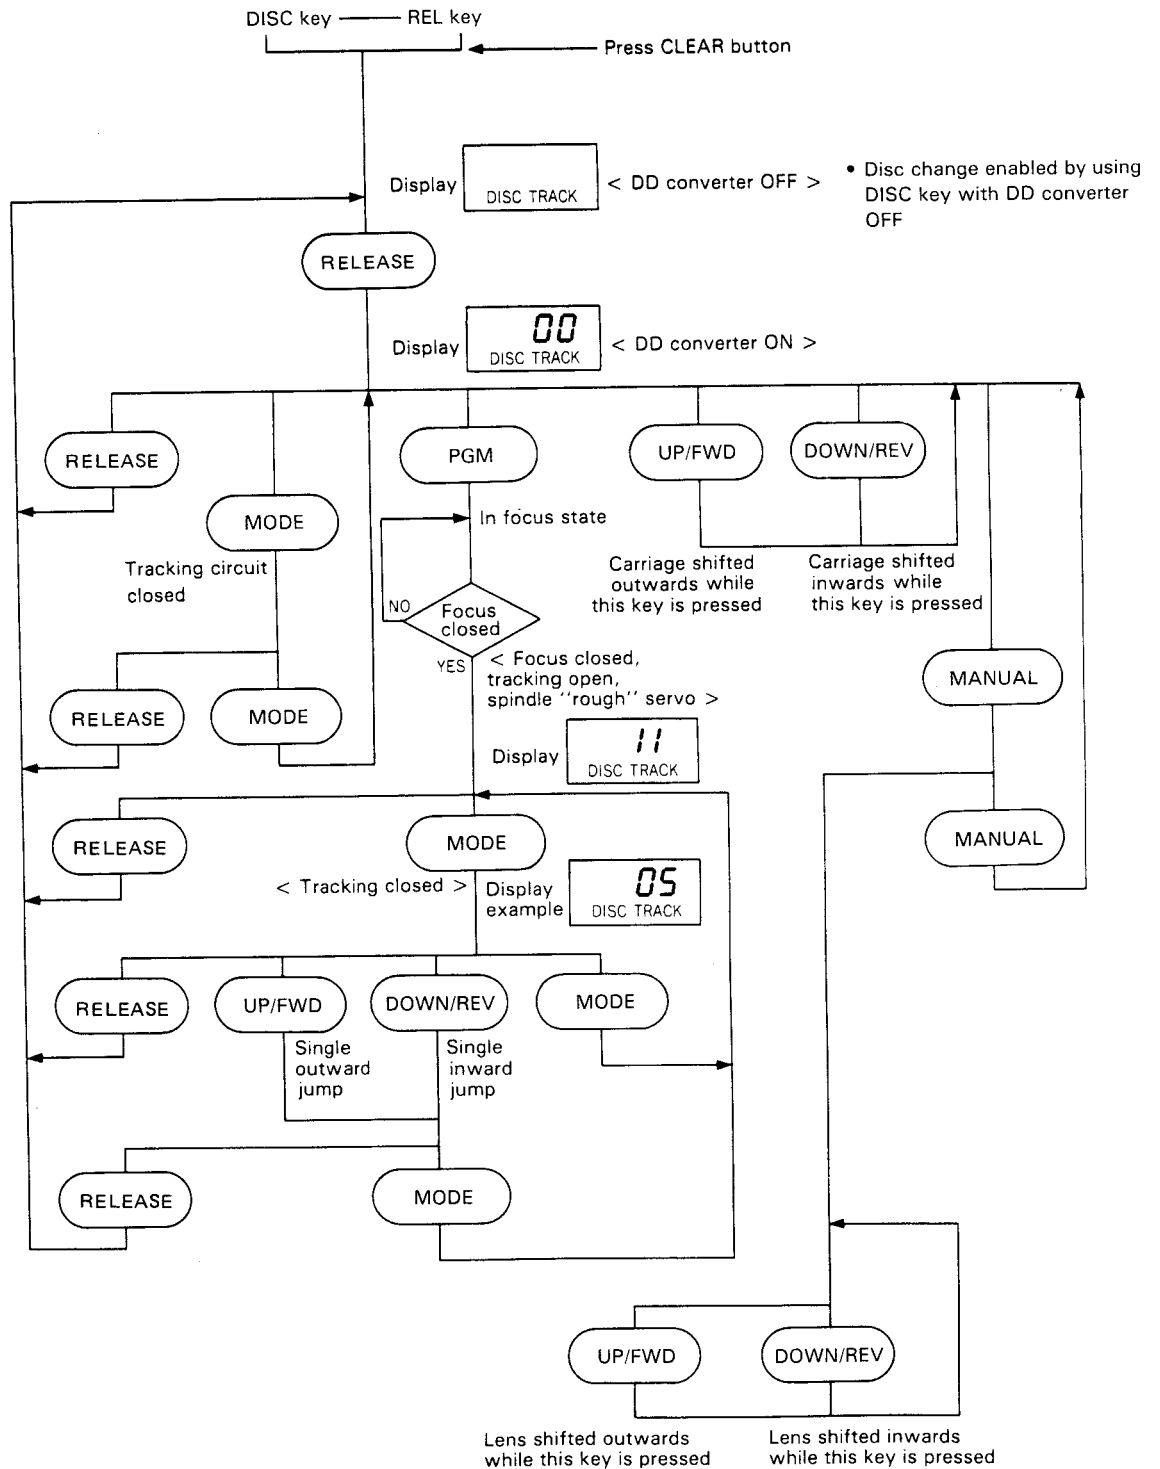 DISC key REL key
Press CLEAR button
Display
DISC TRACK
< DD converter OFF >
• Disc change enabled by using
DISC key with DD converter
OFF
RELEASE
Display
00
DISC TRACK
< DD converter ON >
RELEASE
MODE
Tracking circuit
closed
RELEASE
MODE
PGM
In focus state
NO
Focus
closed
YES
< Focus closed,
tracking open,
spindle "rough" servo >
Display
11
DISC TRACK
UP/FWD
DOWN/REV
Carriage shifted
outwards while
this key is pressed
Carriage shifted
inwards while
this key is pressed
MANUAL
MANUAL
RELEASE
MODE
< Tracking closed >
Display
example
05
DISC TRACK
RELEASE
UP/FWD
DOWN/REV
MODE
Single
outward
jump
Single
inward
jump
RELEASE
MODE
UP/FWD
DOWN/REV
Lens shifted outwards
while this key is pressed
Lens shifted inwards
while this key is pressed